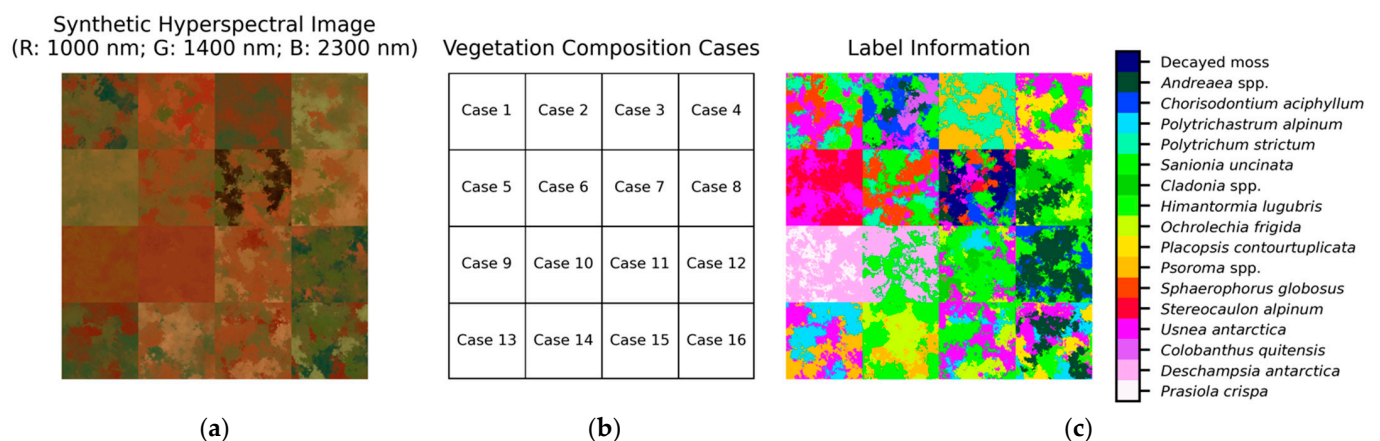 Synthetic Hyperspectral Image
(R: 1000 nm; G: 1400 nm; B: 2300 nm)
Vegetation Composition Cases
Label Information
Case 1 Case 2 Case 3 Case 4
Case 5 Case 6 Case 7 Case 8
Case 9 Case 10 Case 11 Case 12
Case 13 Case 14 Case 15 Case 16
Decayed moss
Andreaea spp.
Chorisodontium aciphyllum
Polytrichastrum alpinum
Polytrichum strictum
Sanionia uncinata
Cladonia spp.
Himantormia lugubris
Ochrolechia frigida
Placopsis contourtuplicata
Psoroma spp.
Sphaerophorus globosus
Stereocaulon alpinum
Usnea antarctica
Colobanthus quitensis
Deschampsia antarctica
Prasiola crispa
(a) (b) (c)